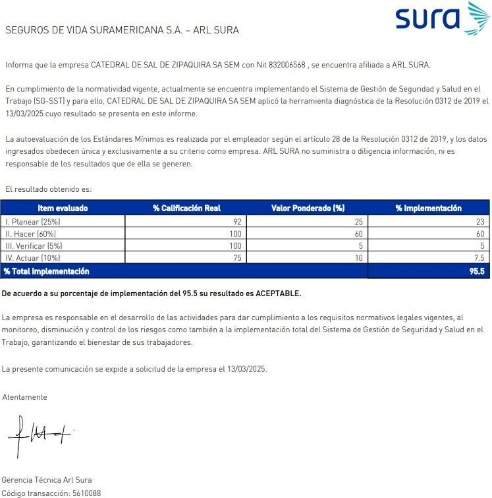 sura
SEGUROS DE VIDA SURAMERICANA S.A. – ARL SURA
Informa que la empresa CATEDRAL DE SAL DE ZIPAQUIRA SA SEM con Nit 832006568 , se encuentra afiliada a ARL SURA.
En cumplimiento de la normatividad vigente, actualmente se encuentra implementando el Sistema de Gestión de Seguridad y Salud en el
Trabajo (SG-SST) y para ello, CATEDRAL DE SAL DE ZIPAQUIRA SA SEM aplicó la herramienta diagnóstica de la Resolución 0312 de 2019 el
13/03/2025 cuyo resultado se presenta en este informe.
La autoevaluación de los Estándares Mínimos es realizada por el empleador según el artículo 28 de la Resolución 0312 de 2019, y los datos
ingresados obedecen única y exclusivamente a su criterio como empresa. ARL SURA no suministra o diligencia información, ni es
responsable de los resultados que de ella se generen.
El resultado obtenido es:
Item evaluado % Calificación Real Valor Ponderado (%) % Implementación
I. Planear (25%) 92 25 23
II. Hacer (60%) 100 60 60
III. Verificar (5%) 100 5 5
IV. Actuar (10%) 75 10 7.5
% Total Implementación 95.5
De acuerdo a su porcentaje de implementación del 95.5 su resultado es ACEPTABLE.
La empresa es responsable en el desarrollo de las actividades para dar cumplimiento a los requisitos normativos legales vigentes, al
monitoreo, disminución y control de los riesgos como también a la implementación total del Sistema de Gestión de Seguridad y Salud en el
Trabajo, garantizando el bienestar de sus trabajadores.
La presente comunicación se expide a solicitud de la empresa el 13/03/2025.
Atentamente
Gerencia Técnica Arl Sura
Código transacción: 5610088